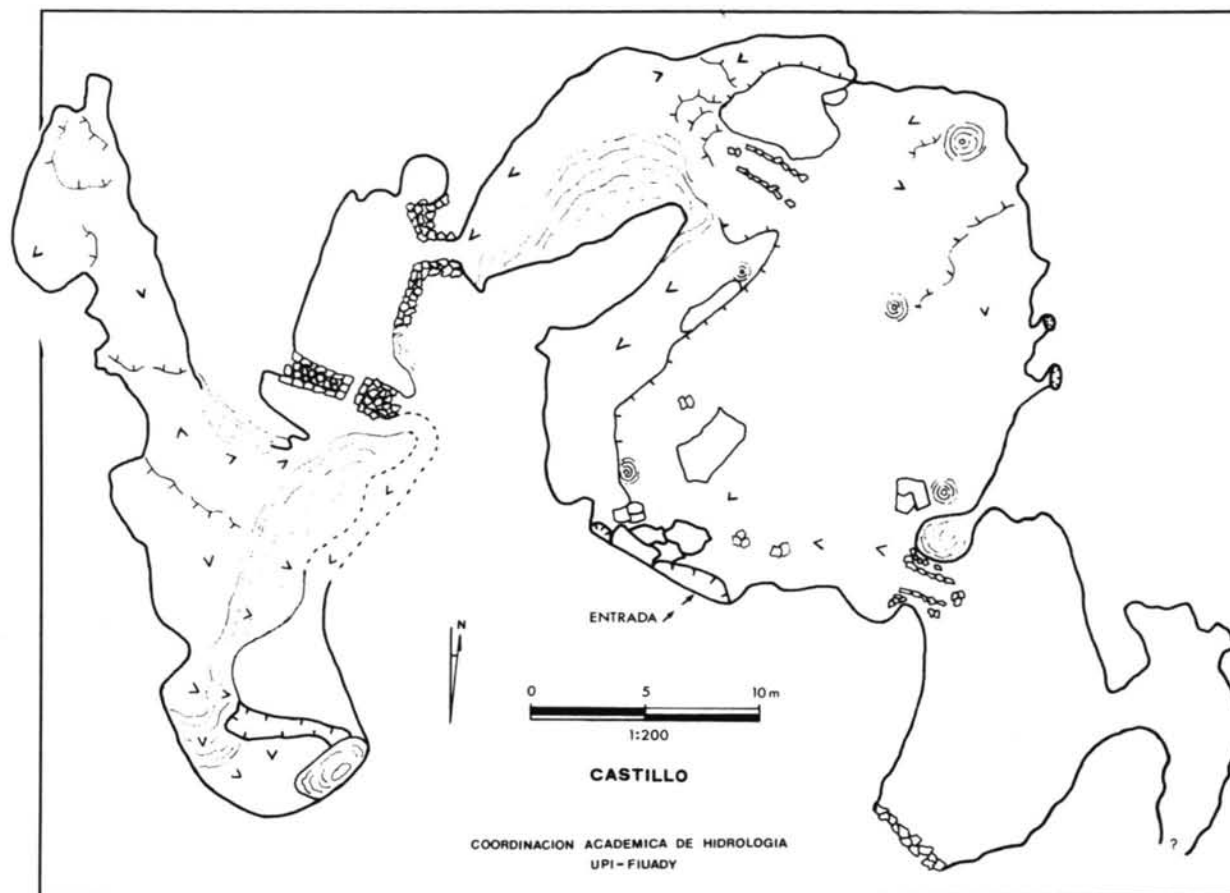 ENTRADA
N
0 5 10 m
1:200
CASTILLO
COORDINACION ACADEMICA DE HIDROLOGIA
UPI-FIUADY
?